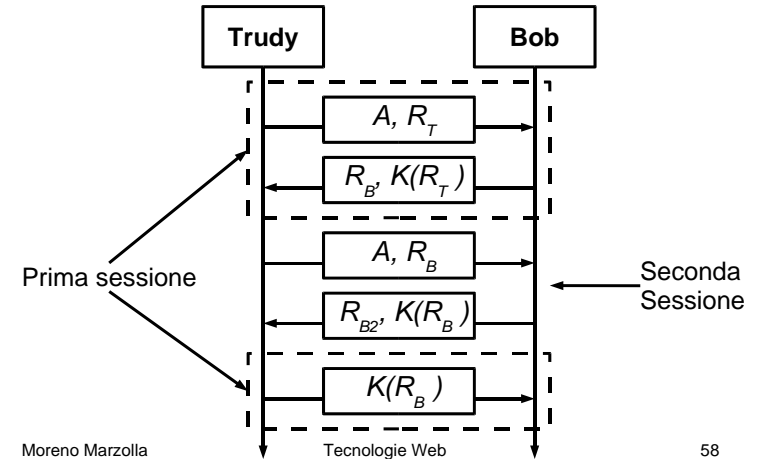 Trudy Bob
A, R_T
R_B, K(R_T)
A, R_B
Prima sessione
Seconda
Sessione
R_B2, K(R_B)
K(R_B)
Moreno Marzolla Tecnologie Web 58